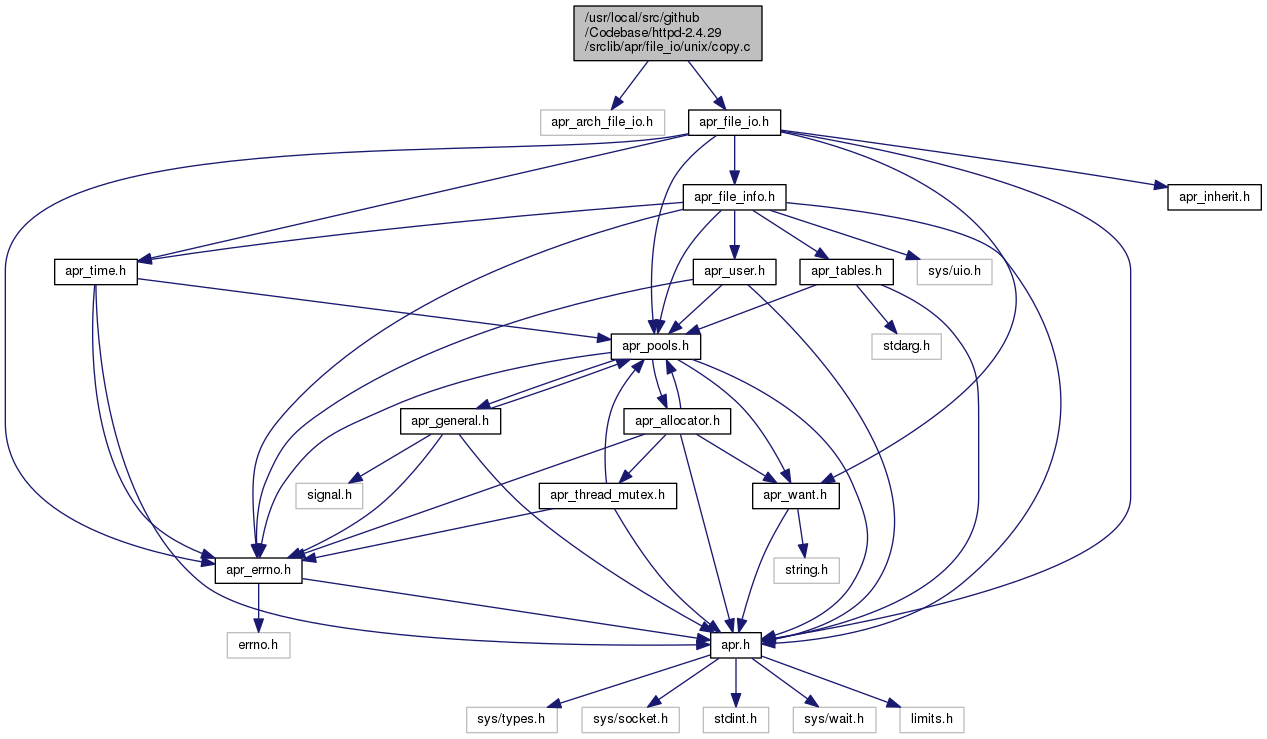 /usr/local/src/github
/Codebase/httpd-2.4.29
/srclib/apr/file_io/unix/copy.c
apr_arch_file_io.h
apr_file_io.h
apr_file_info.h
apr_inherit.h
apr_time.h
apr_user.h
apr_tables.h
sys/uio.h
apr_pools.h
stdarg.h
apr_general.h
apr_allocator.h
signal.h
apr_thread_mutex.h
apr_want.h
apr_errno.h
string.h
errno.h
apr.h
sys/types.h
sys/socket.h
stdint.h
sys/wait.h
limits.h